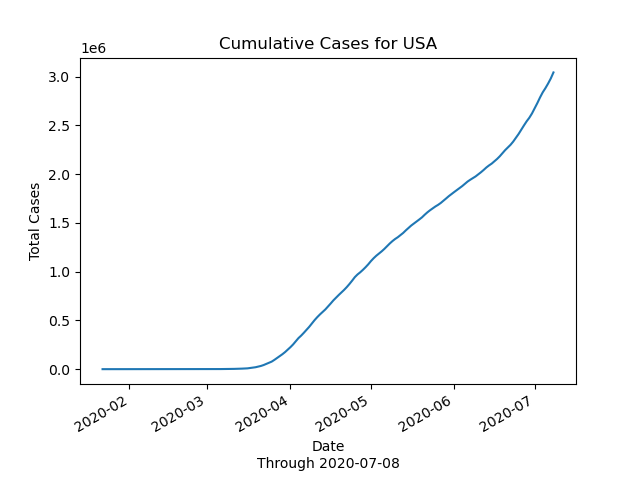 Cumulative Cases for USA
1e6
3.0
2.5
2.0
1.5
1.0
0.5
0.0
Total Cases
2020-02
2020-03
2020-04
2020-05
2020-06
2020-07
Date
Through 2020-07-08